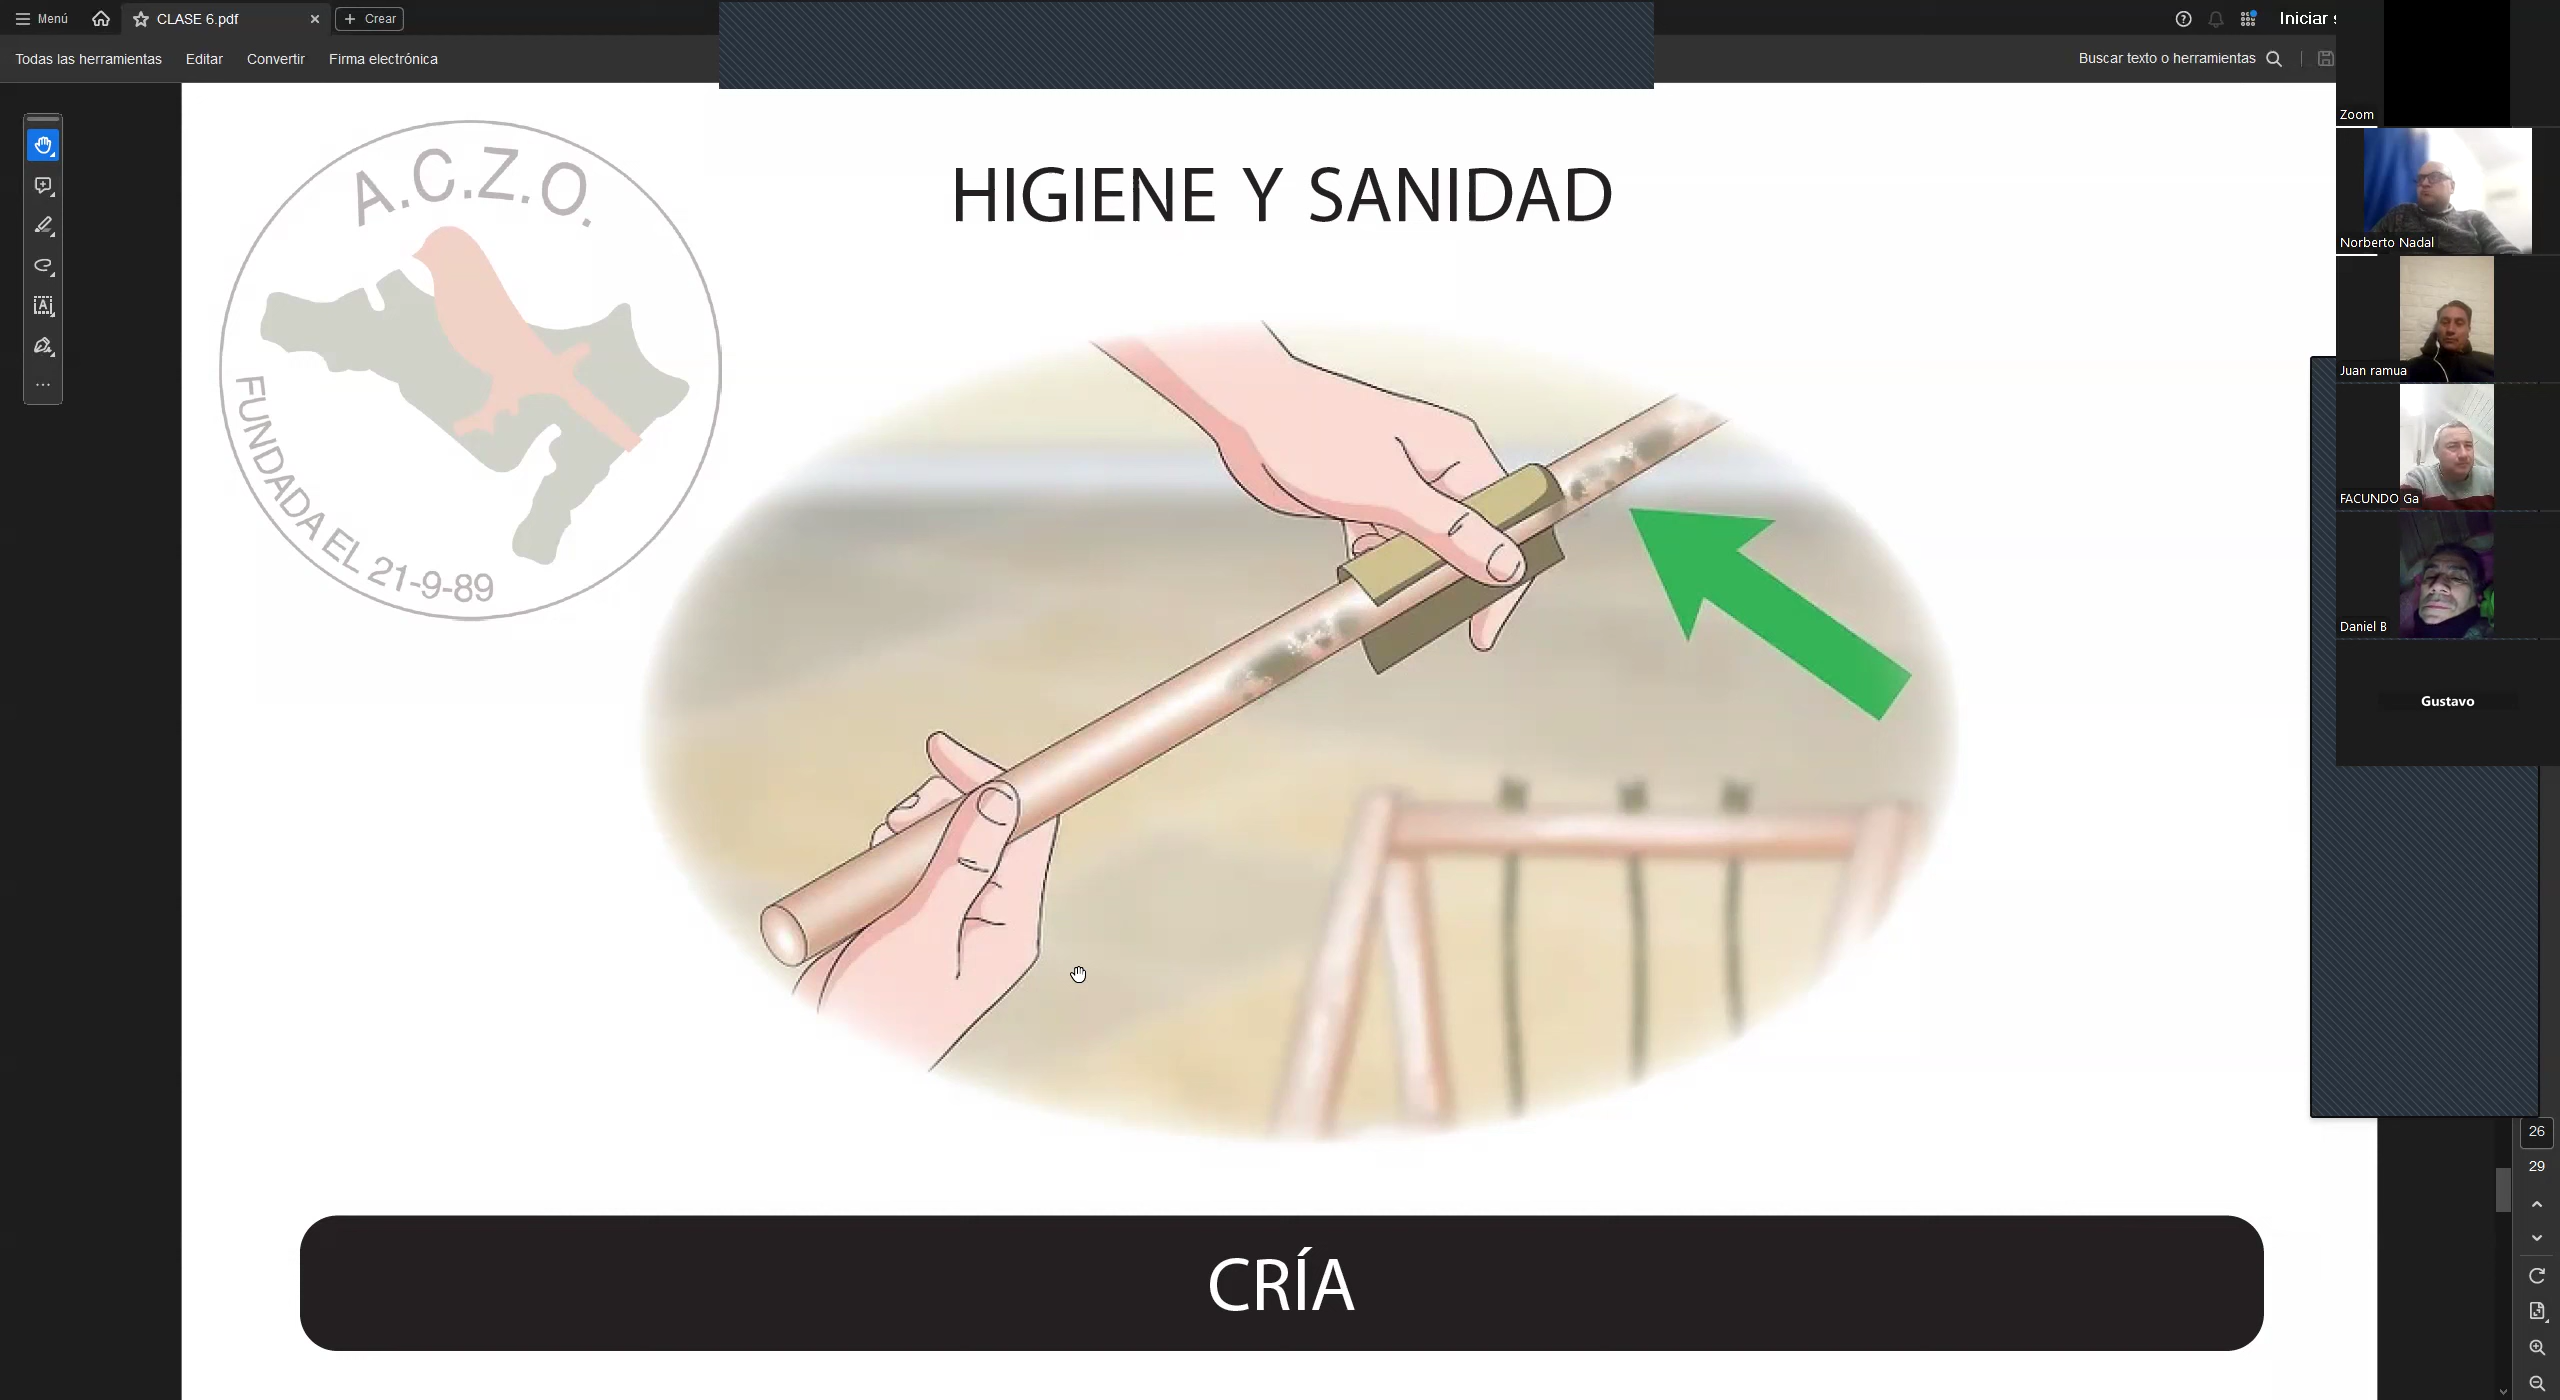 Menú
CLASE 6.pdf
Crear
Iniciar
Todas las herramientas
Editar
Convertir
Firma electrónica
Buscar texto o herramientas
A.C.Z.O.
FUNDADA EL 21-9-89
HIGIENE Y SANIDAD
CRÍA
Zoom
Norberto Nadal
Juan ramua
FACUNDO Ga
Daniel B
Gustavo
26
29